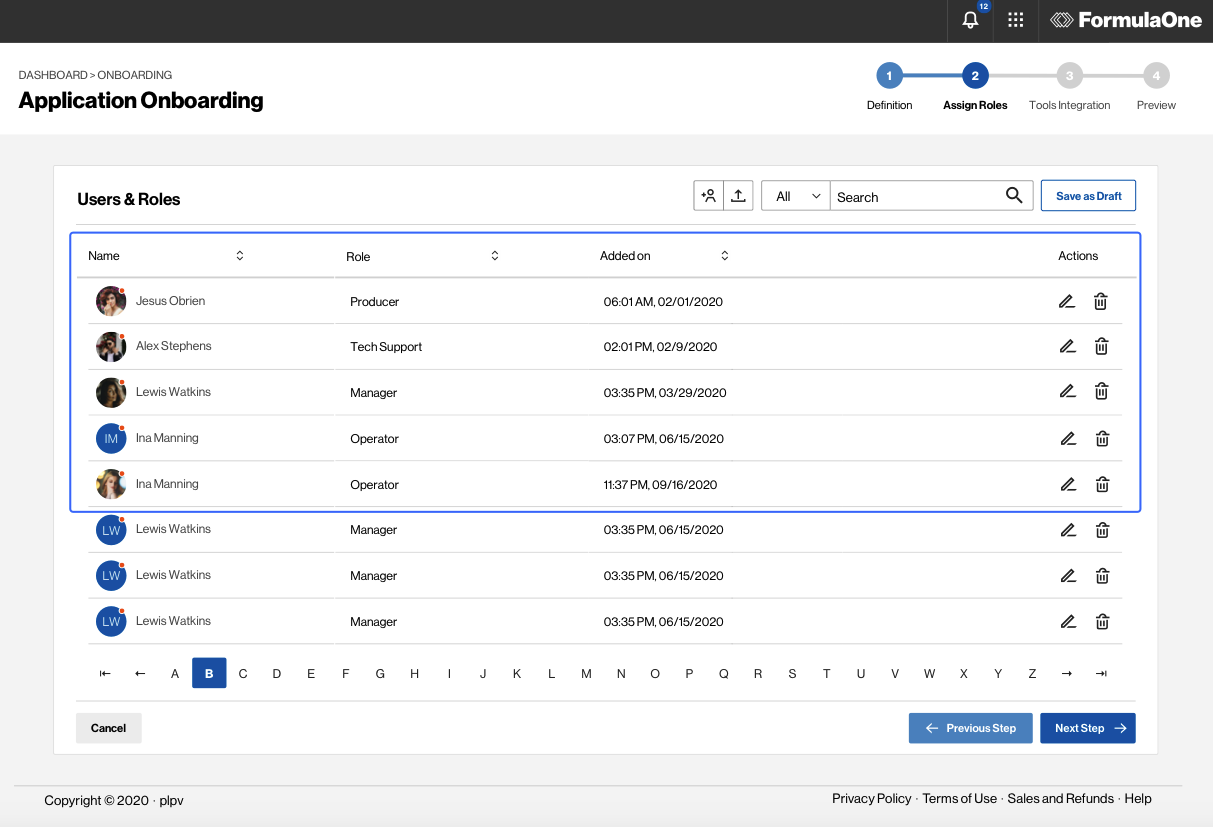 12
FormulaOne
DASHBOARD > ONBOARDING
Application Onboarding
1 2 3 4
Definition Assign Roles Tools Integration Preview
Users & Roles
All Search Save as Draft
Name Role Added on Actions
Jesus Obrien Producer 06:01 AM, 02/01/2020
Alex Stephens Tech Support 02:01 PM, 02/9/2020
Lewis Watkins Manager 03:35 PM, 03/29/2020
IM Ina Manning Operator 03:07 PM, 06/15/2020
Ina Manning Operator 11:37 PM, 09/16/2020
LW Lewis Watkins Manager 03:35 PM, 06/15/2020
LW Lewis Watkins Manager 03:35 PM, 06/15/2020
LW Lewis Watkins Manager 03:35 PM, 06/15/2020
A B C D E F G H I J K L M N O P Q R S T U V W X Y Z
Cancel Previous Step Next Step
Copyright © 2020 · plpv Privacy Policy · Terms of Use · Sales and Refunds · Help